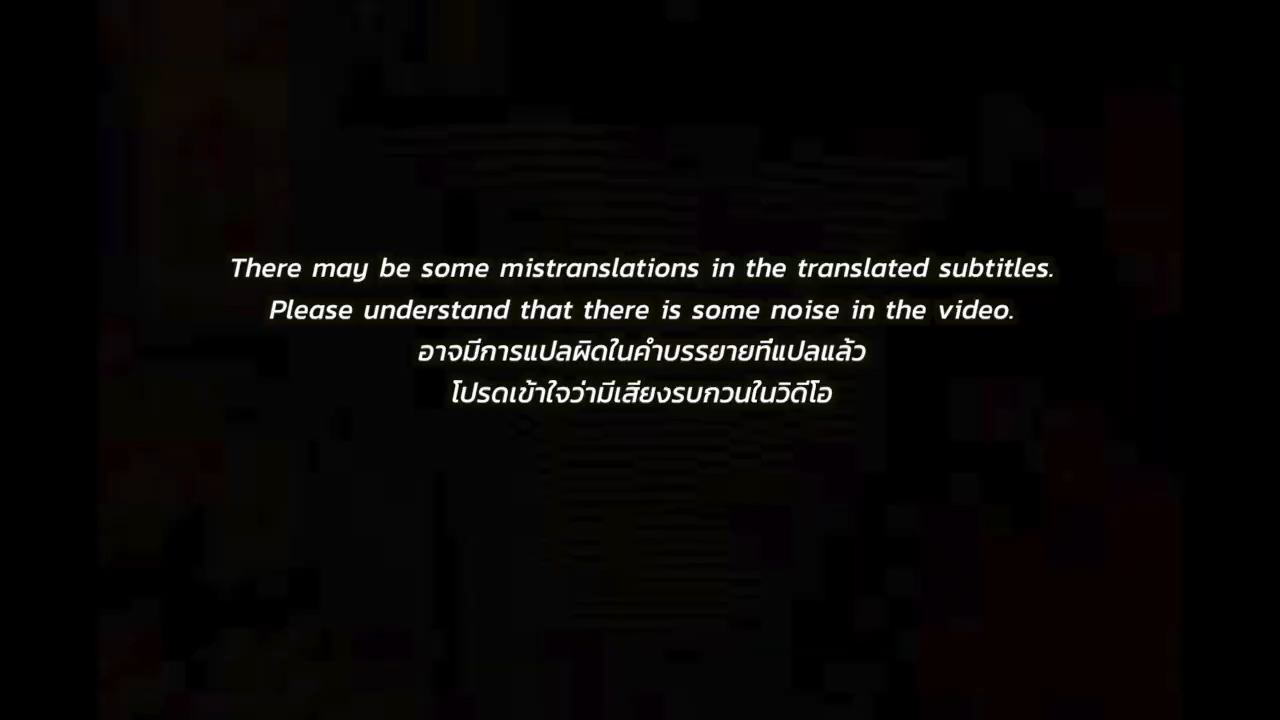 There may be some mistranslations in the translated subtitles.
Please understand that there is some noise in the video.
อาจมีการแปลผิดในคำบรรยายที่แปลแล้ว
โปรดเข้าใจว่ามีเสียงรบกวนในวิดีโอ